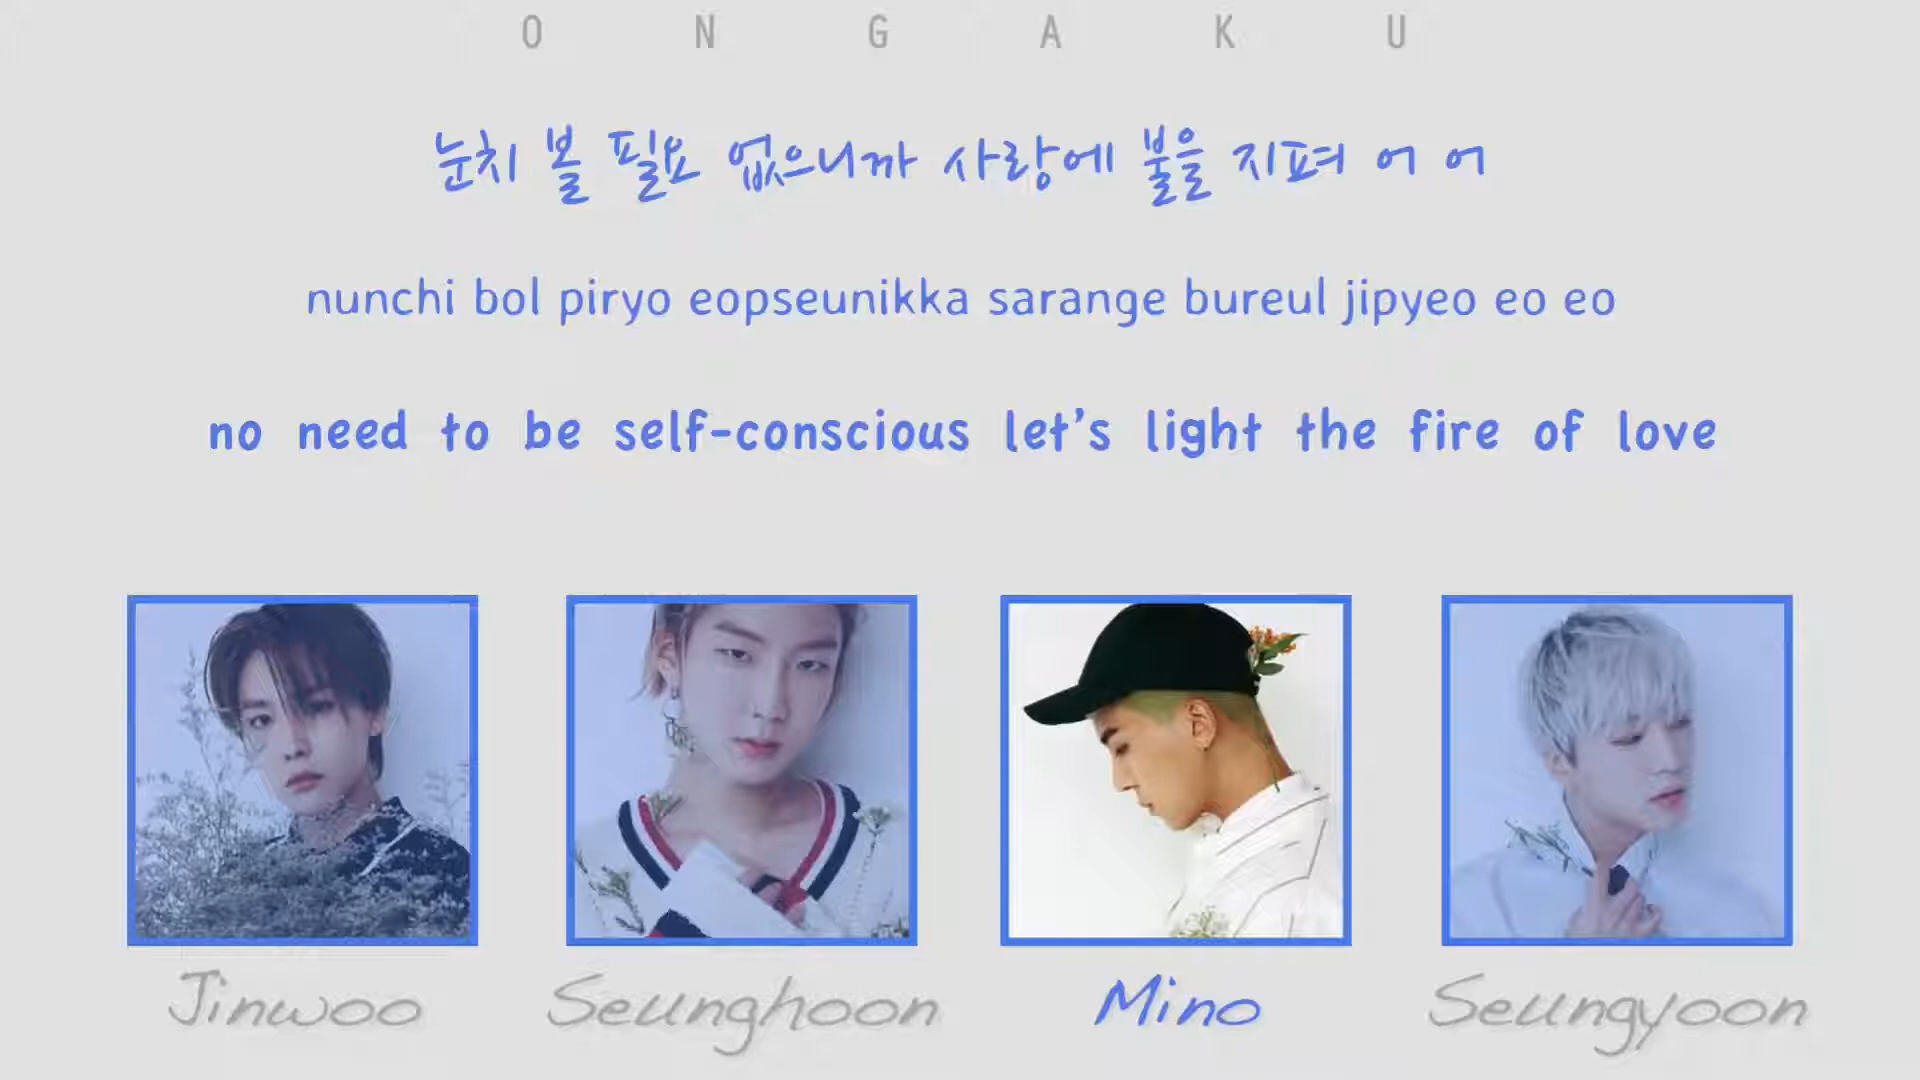 O N G A K U
눈치 볼 필요 없으니까 사랑에 불을 지펴 어 어
nunchi bol piryo eopseunikka sarange bureul jipyeo eo eo
no need to be self-conscious let's light the fire of love
Jinwoo Seunghoon Mino Seungyoon